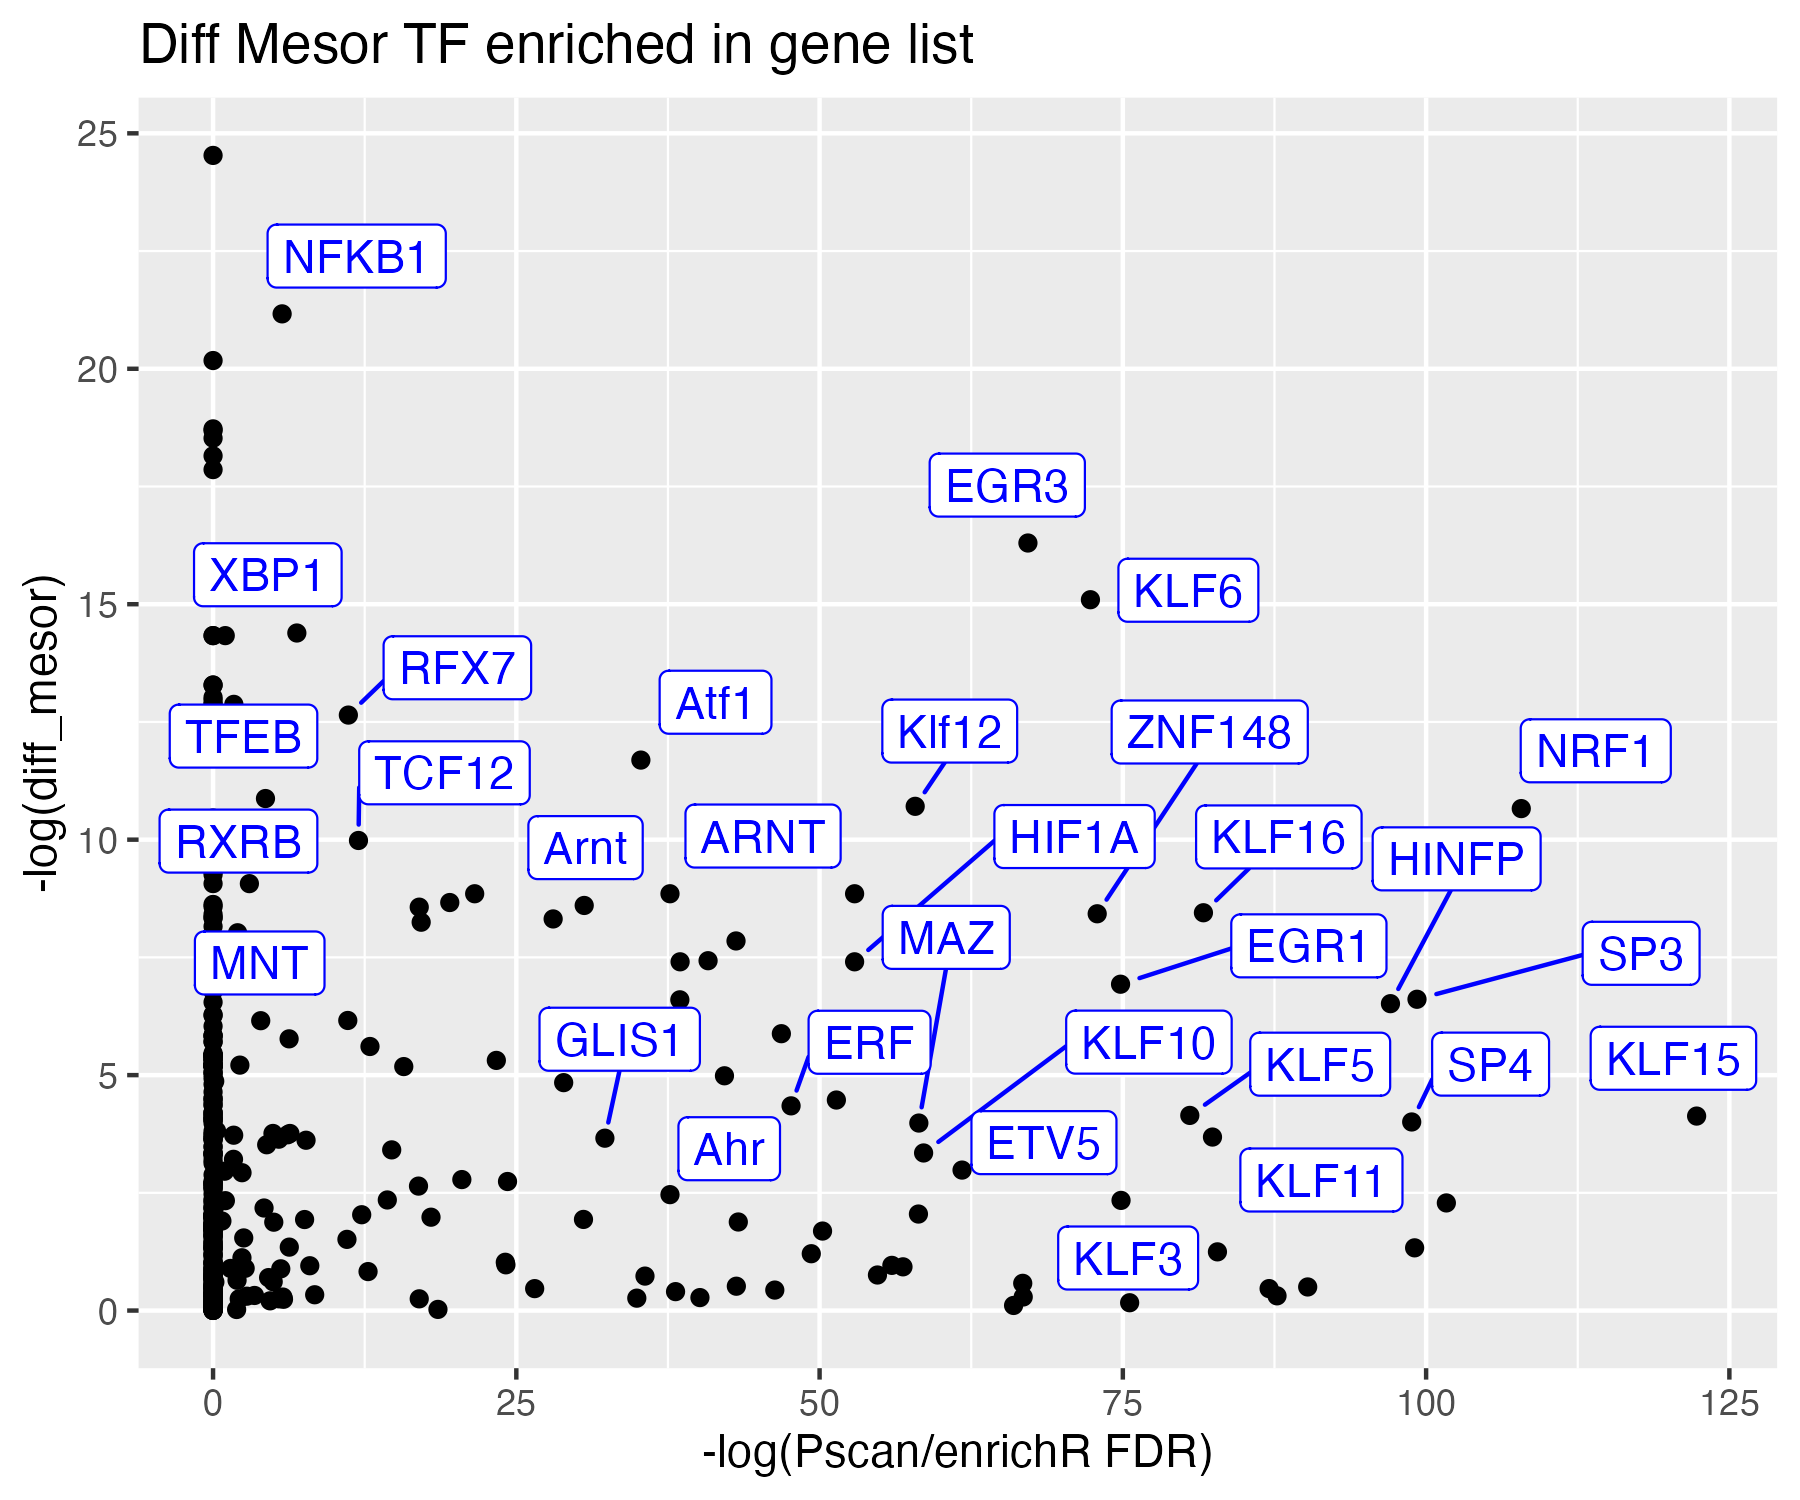 Diff Mesor TF enriched in gene list
25
NFKB1
20
EGR3
XBP1
KLF6
15
RFX7
Atf1
Klf12
ZNF148
NRF1
TFEB
TCF12
RXRB
Arnt
ARNT
HIF1A
KLF16
HINFP
10
MAZ
EGR1
SP3
MNT
GLIS1
ERF
KLF10
KLF5
SP4
KLF15
5
Ahr
ETV5
KLF11
KLF3
0
-log(diff_mesor)
0 25 50 75 100 125
-log(Pscan/enrichR FDR)